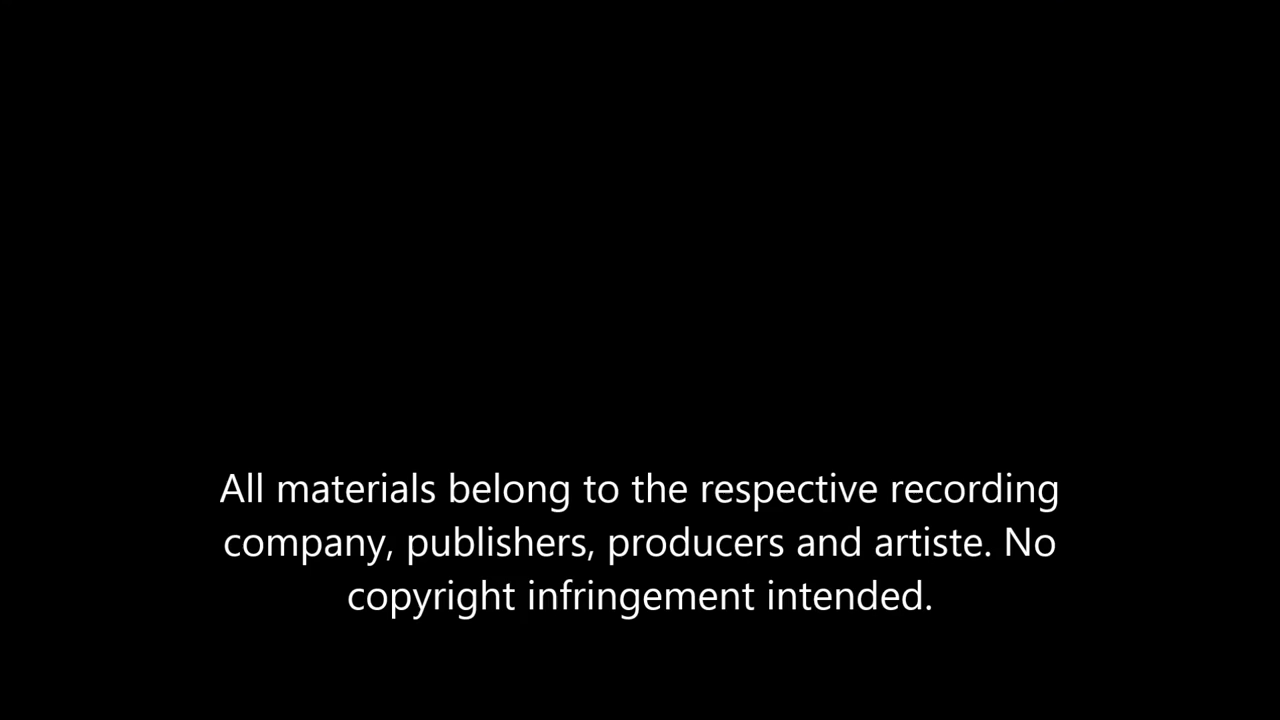 All materials belong to the respective recording
company, publishers, producers and artiste. No
copyright infringement intended.